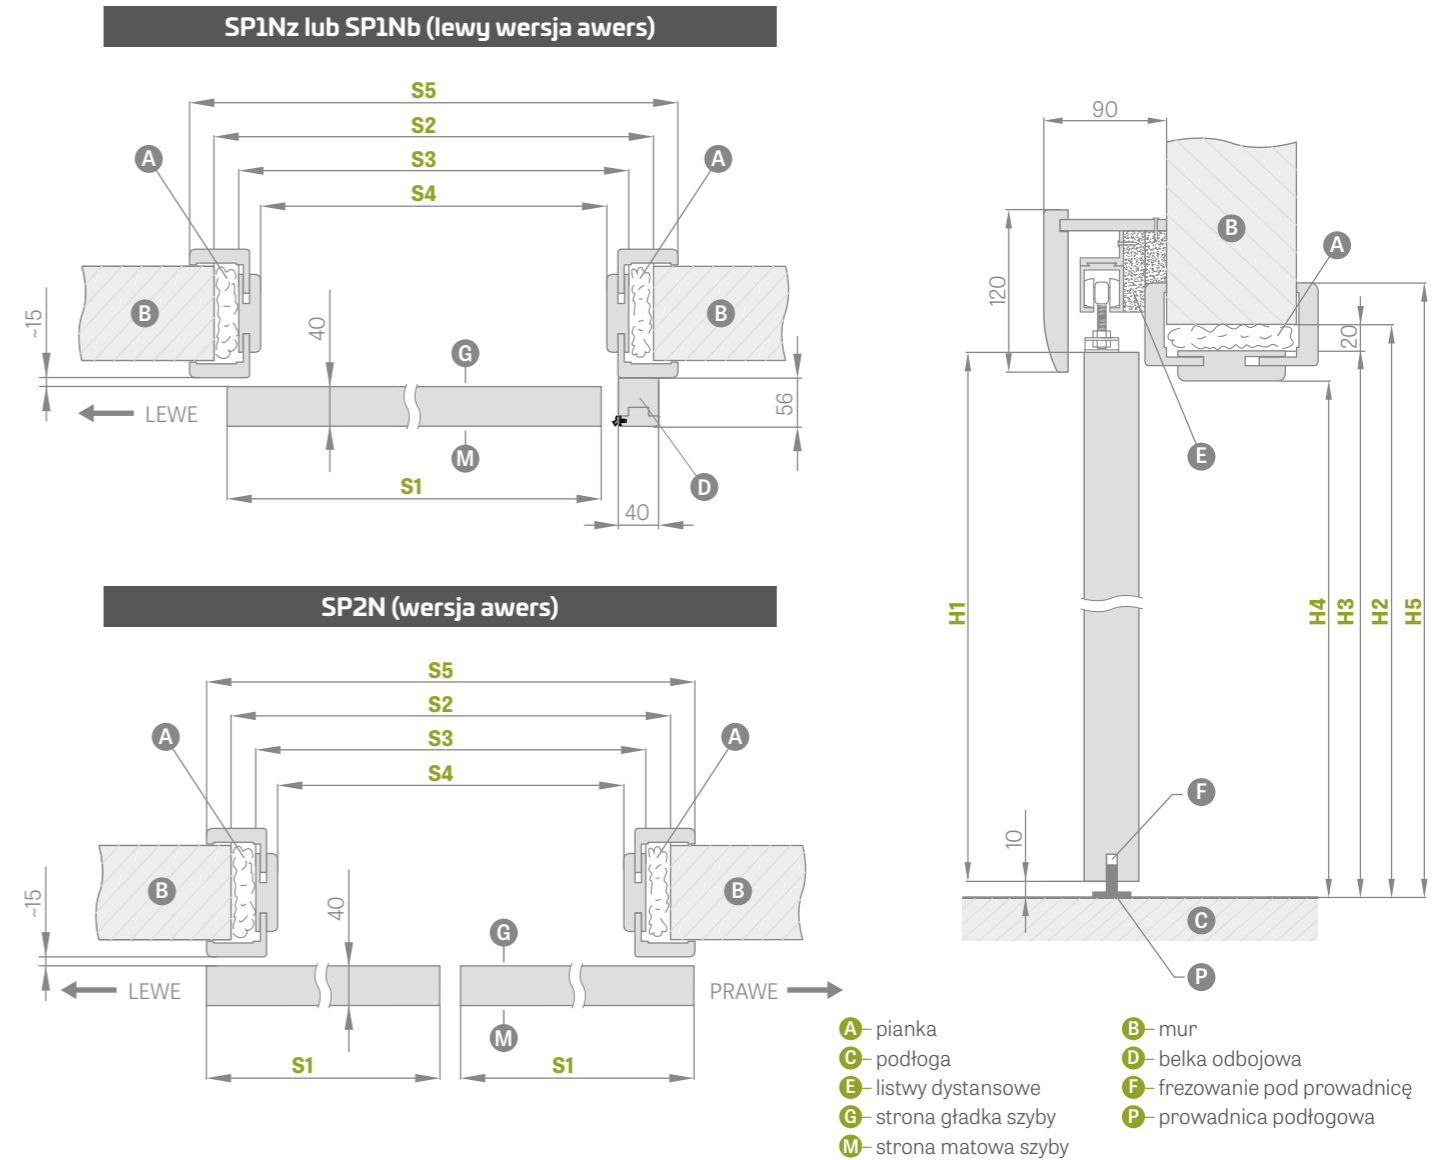 SP1Nz lub SP1Nb (lewy wersja awers)
S5
S2
A
S3
A
S4
B
B
~15
40
G
LEWE
56
M
S1
D
40
SP2N (wersja awers)
S5
S2
A
S3
A
S4
B
B
~15
40
G
LEWE
PRAWE
M
S1
S1
90
B
A
120
20
E
H1
H4
H3
H2
H5
F
10
C
P
A – pianka
B – mur
C – podłoga
D – belka odbojowa
E – listwy dystansowe
F – frezowanie pod prowadnicę
G – strona gładka szyby
P – prowadnica podłogowa
M – strona matowa szyby